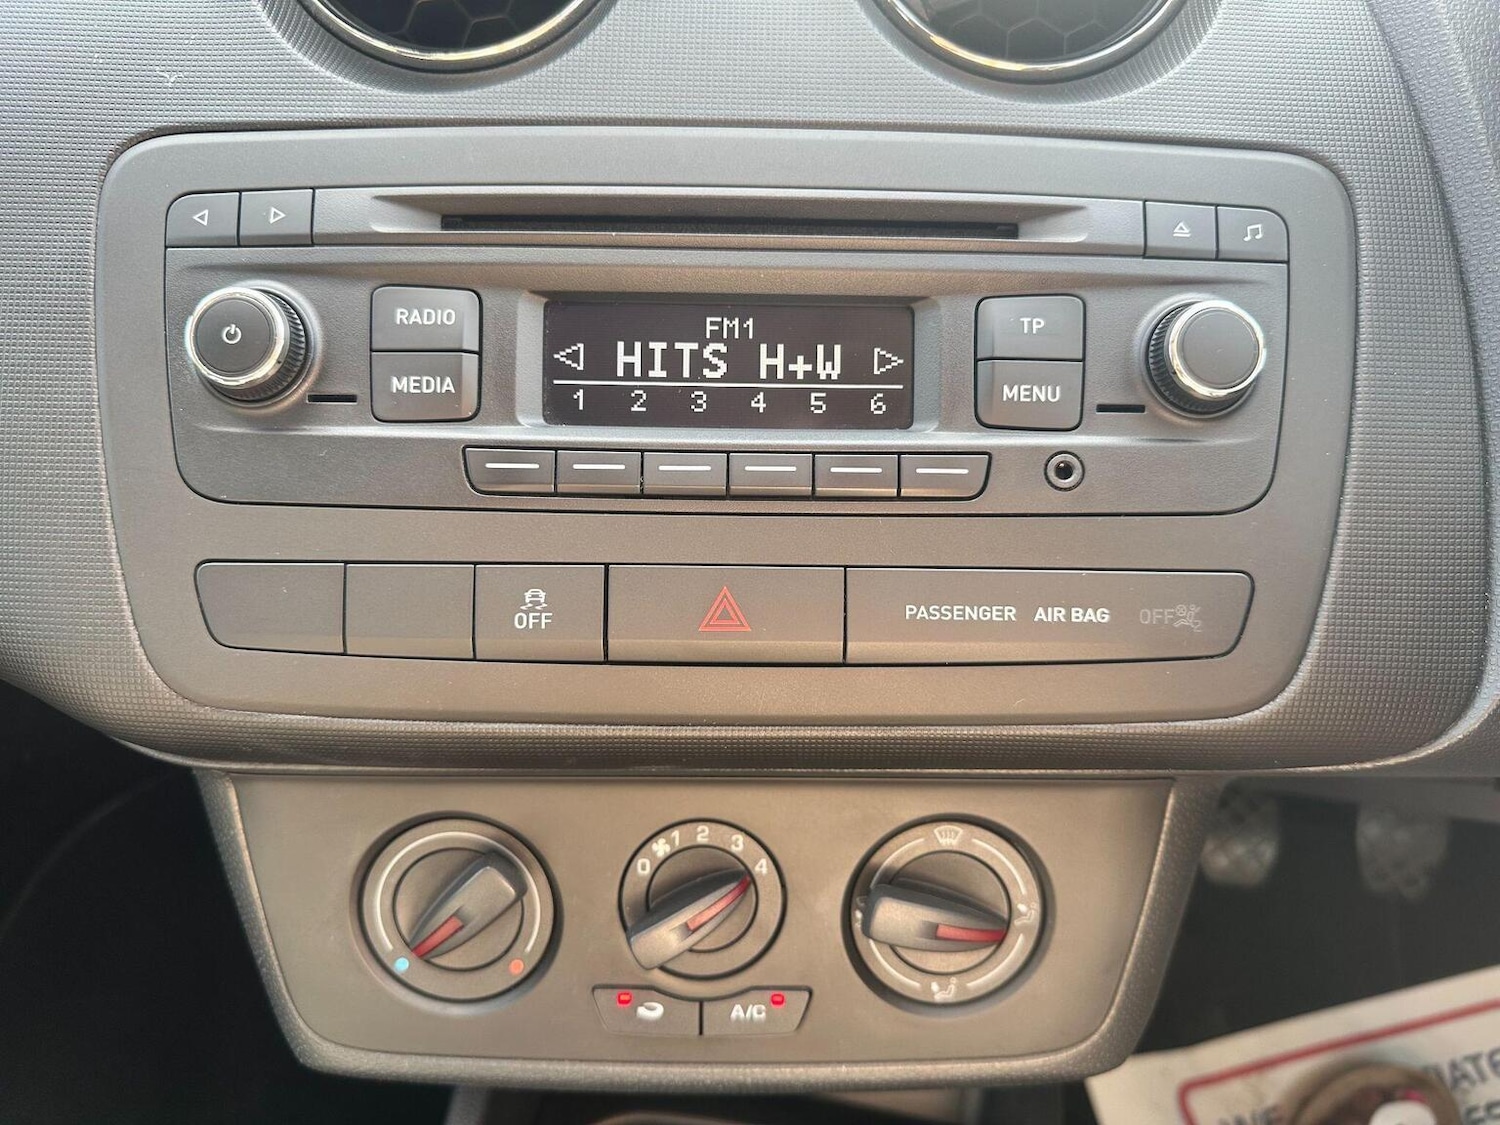 RADIO
MEDIA
FM1
HITS H+W
1 2 3 4 5 6
TP
MENU
OFF
PASSENGER AIR BAG OFF
0 1 2 3 4
A/C